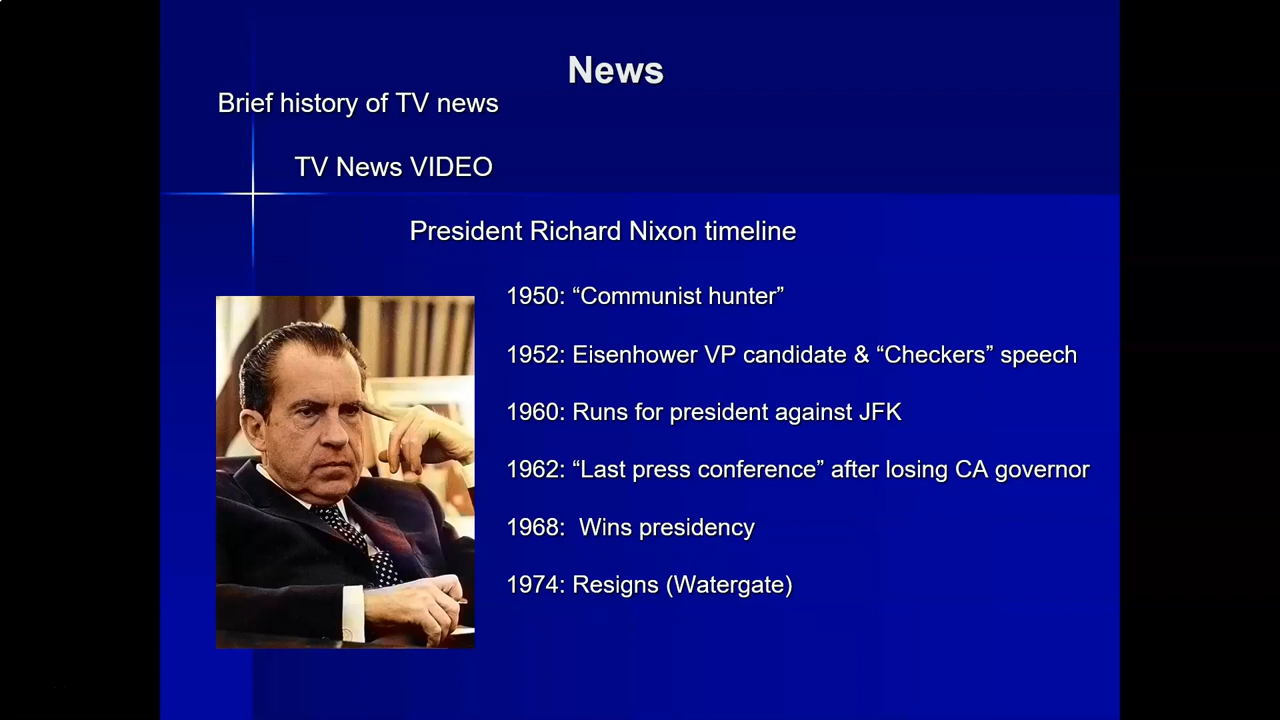 News
Brief history of TV news
TV News VIDEO
President Richard Nixon timeline
1950: “Communist hunter”
1952: Eisenhower VP candidate & “Checkers” speech
1960: Runs for president against JFK
1962: “Last press conference” after losing CA governor
1968:  Wins presidency
1974: Resigns (Watergate)